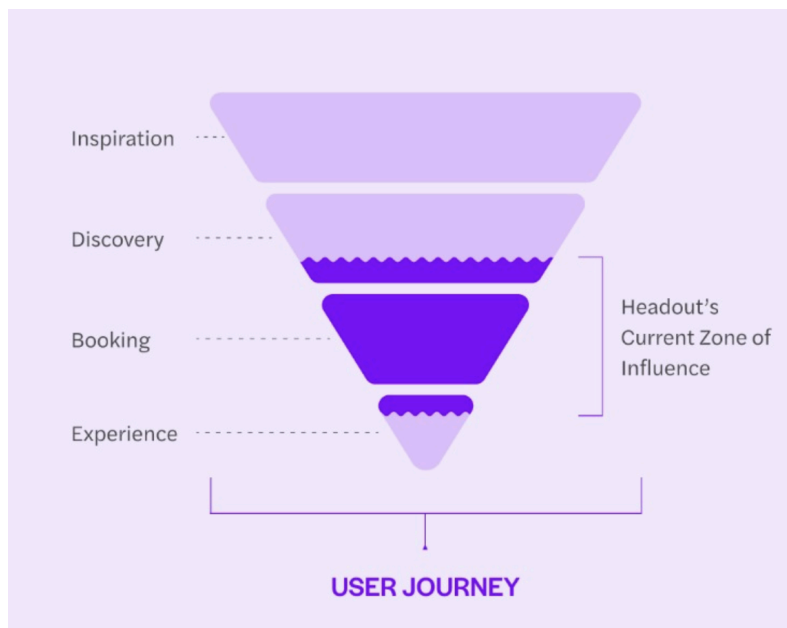 Inspiration
Discovery
Booking
Experience
Headout's
Current Zone of
Influence
USER JOURNEY